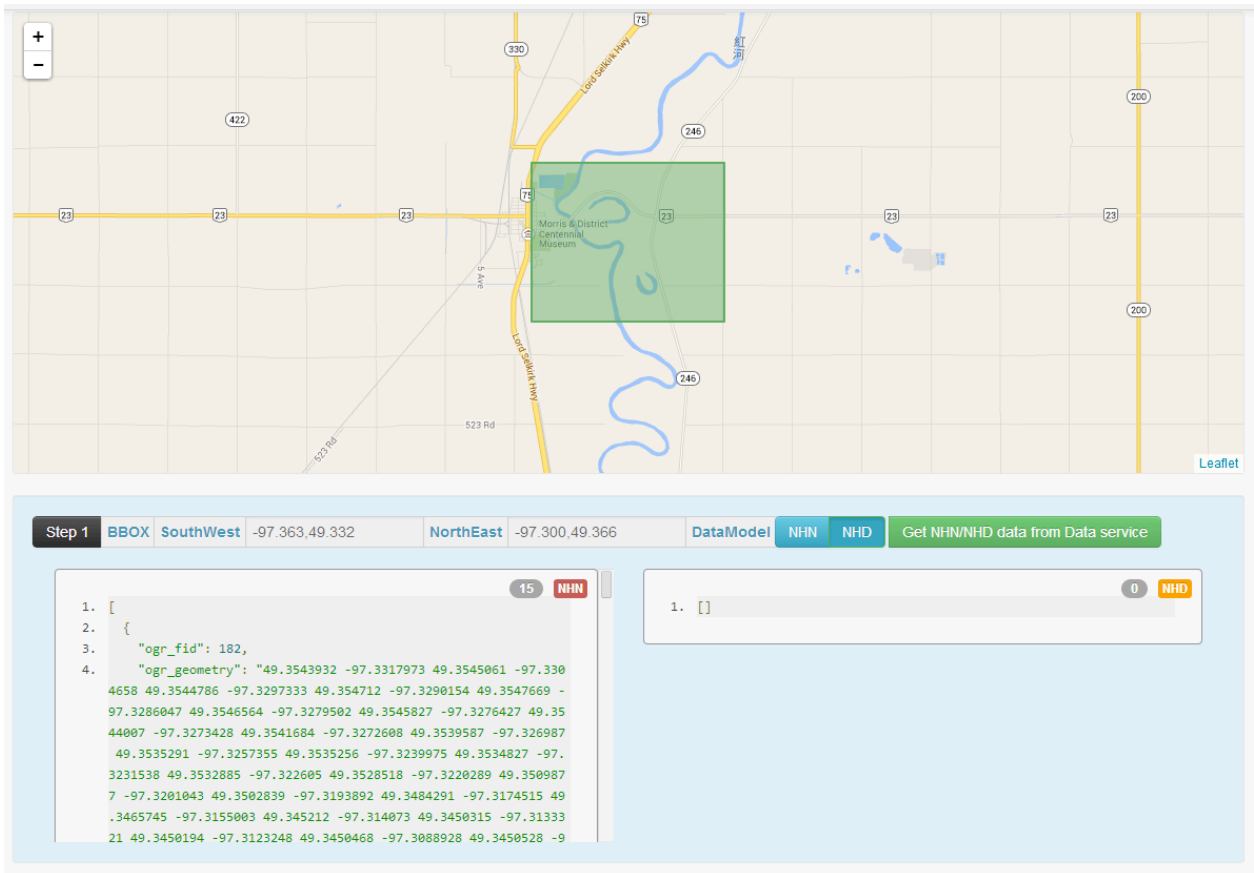 +
−
75
330
Lord Selkirk Hwy
红河
422
246
200
75
23
23
23
23
23
23
Morris & District
Centennial
Museum
5 Ave
200
Lord Selkirk Hwy
246
523 Rd
523 Rd
Leaflet
Step 1 BBOX SouthWest -97.363,49.332 NorthEast -97.300,49.366 DataModel NHN NHD Get NHN/NHD data from Data service
15 NHN
1. [
2. {
3. "ogr_fid": 182,
4. "ogr_geometry": "49.3543932 -97.3317973 49.3545061 -97.330
4658 49.3544786 -97.3297333 49.354712 -97.3290154 49.3547669 -
97.3286047 49.3546564 -97.3279502 49.3545827 -97.3276427 49.35
44007 -97.3273428 49.3541684 -97.3272608 49.3539587 -97.326987
49.3535291 -97.3257355 49.3535256 -97.3239975 49.3534827 -97.
3231538 49.3532885 -97.322605 49.3528518 -97.3220289 49.350987
7 -97.3201043 49.3502839 -97.3193892 49.3484291 -97.3174515 49
.3465745 -97.3155003 49.345212 -97.314073 49.3450315 -97.31333
21 49.3450194 -97.3123248 49.3450468 -97.3088928 49.3450528 -9
0 NHD
1. []